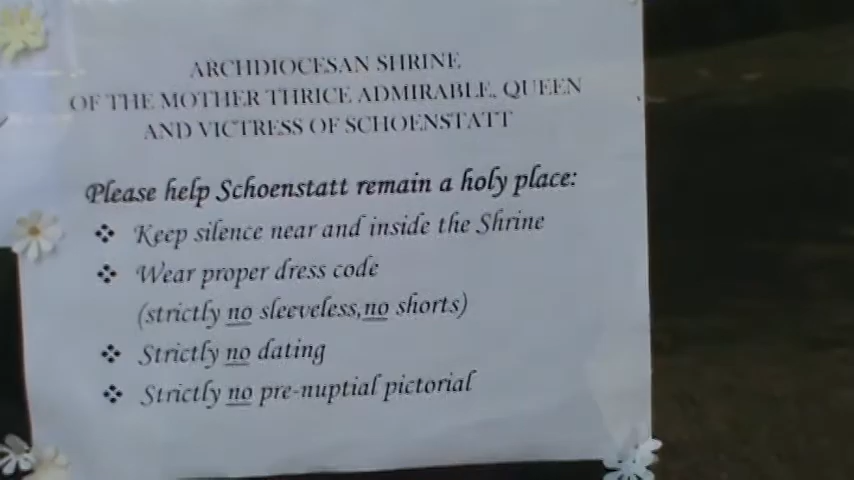 ARCHDIOCESAN SHRINE
OF THE MOTHER THRICE ADMIRABLE, QUEEN
AND VICTRESS OF SCHOENSTATT
Please help Schoenstatt remain a holy place:
❖ Keep silence near and inside the Shrine
❖ Wear proper dress code
(strictly no sleeveless,no shorts)
❖ Strictly no dating
❖ Strictly no pre-nuptial pictorial